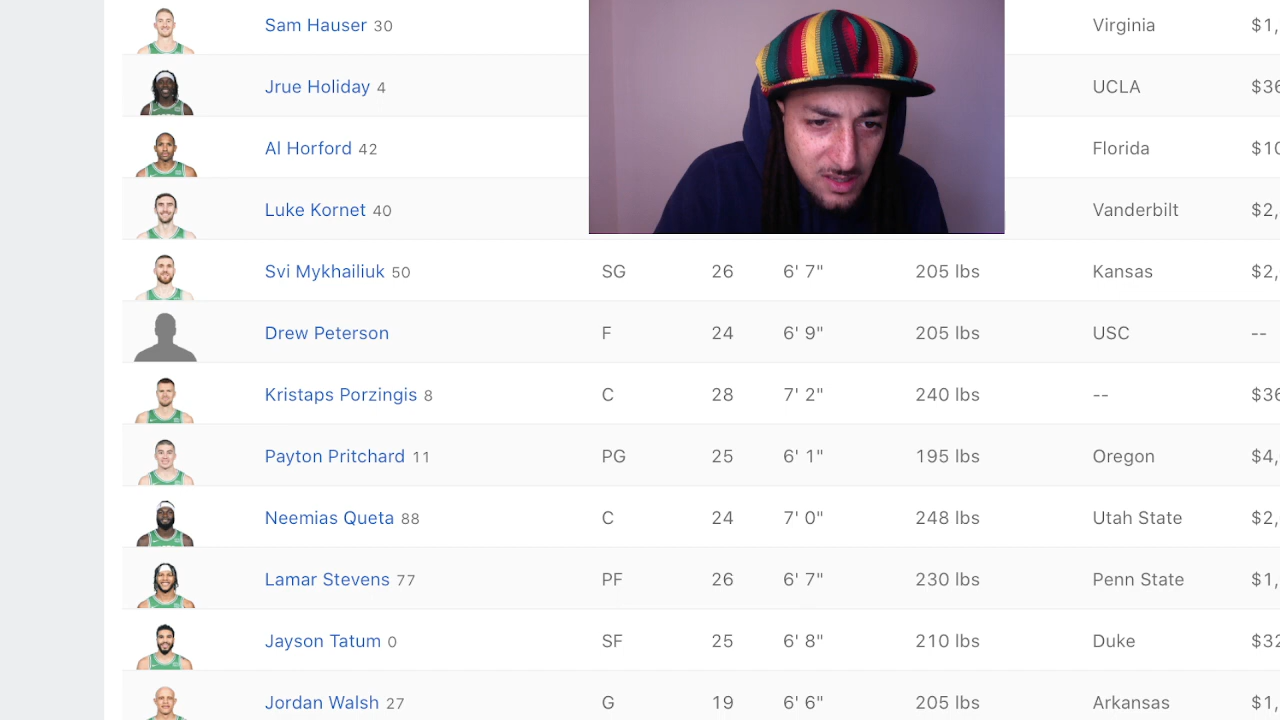 Sam Hauser 30 Virginia $1,
Jrue Holiday 4 UCLA $36
Al Horford 42 Florida $10
Luke Kornet 40 Vanderbilt $2,
Svi Mykhailiuk 50 SG 26 6' 7" 205 lbs Kansas $2,
Drew Peterson F 24 6' 9" 205 lbs USC --
Kristaps Porzingis 8 C 28 7' 2" 240 lbs -- $36
Payton Pritchard 11 PG 25 6' 1" 195 lbs Oregon $4,
Neemias Queta 88 C 24 7' 0" 248 lbs Utah State $2,
Lamar Stevens 77 PF 26 6' 7" 230 lbs Penn State $1,
Jayson Tatum 0 SF 25 6' 8" 210 lbs Duke $32
Jordan Walsh 27 G 19 6' 6" 205 lbs Arkansas $1,